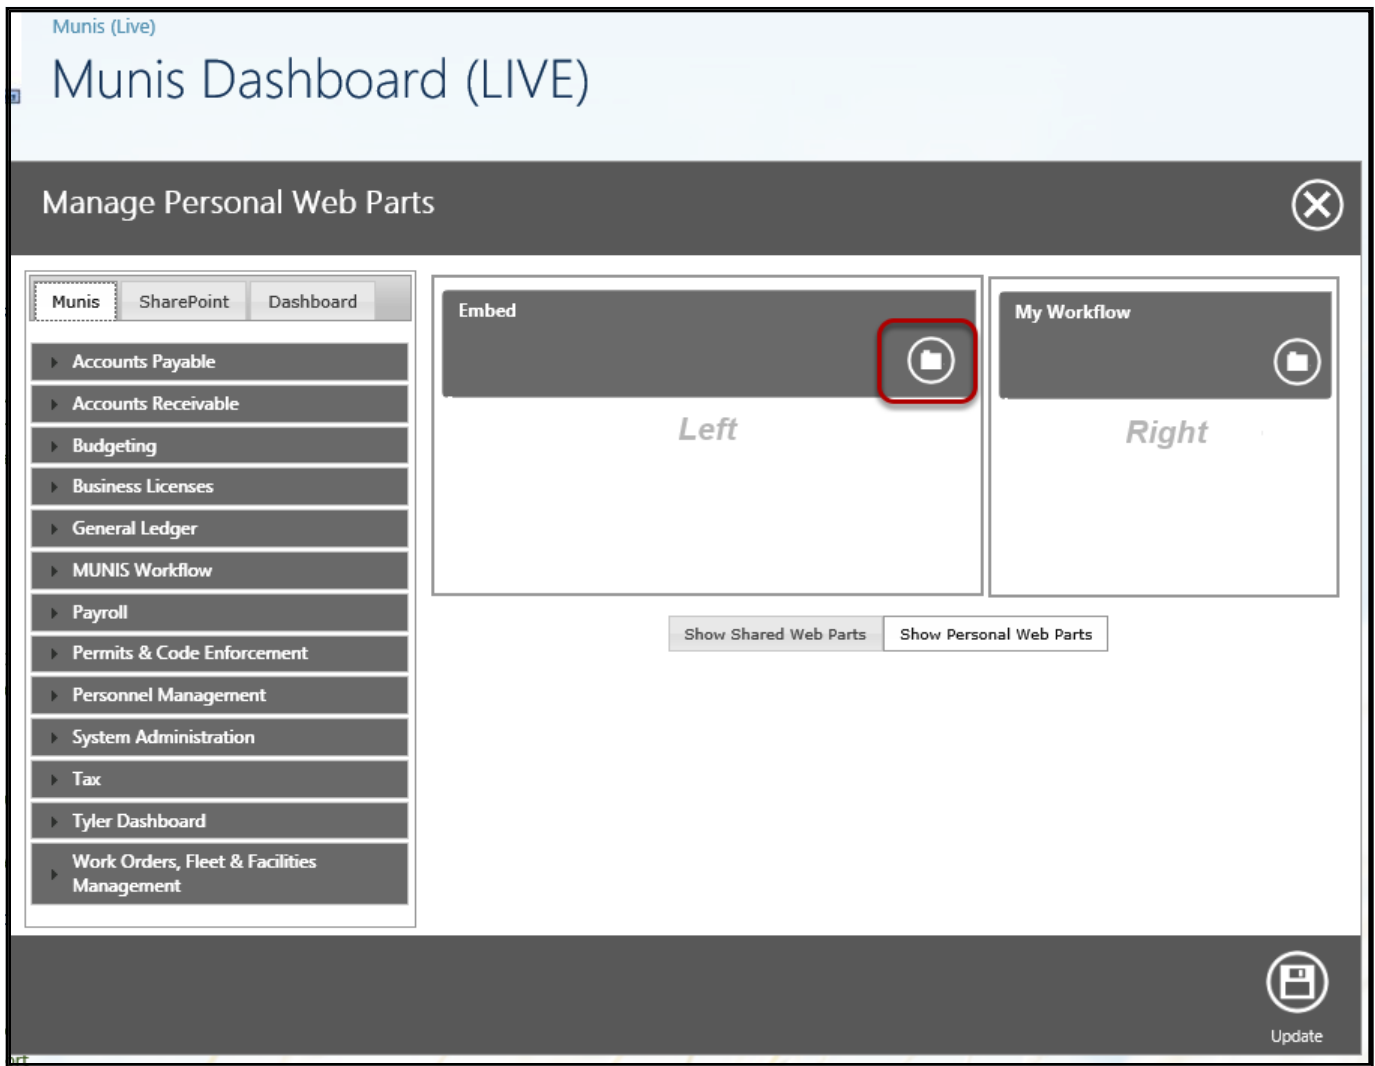 Munis (Live)
Munis Dashboard (LIVE)
Manage Personal Web Parts
Munis
SharePoint
Dashboard
Accounts Payable
Accounts Receivable
Budgeting
Business Licenses
General Ledger
MUNIS Workflow
Payroll
Permits & Code Enforcement
Personnel Management
System Administration
Tax
Tyler Dashboard
Work Orders, Fleet & Facilities
Management
Embed
Left
My Workflow
Right
Show Shared Web Parts
Show Personal Web Parts
Update